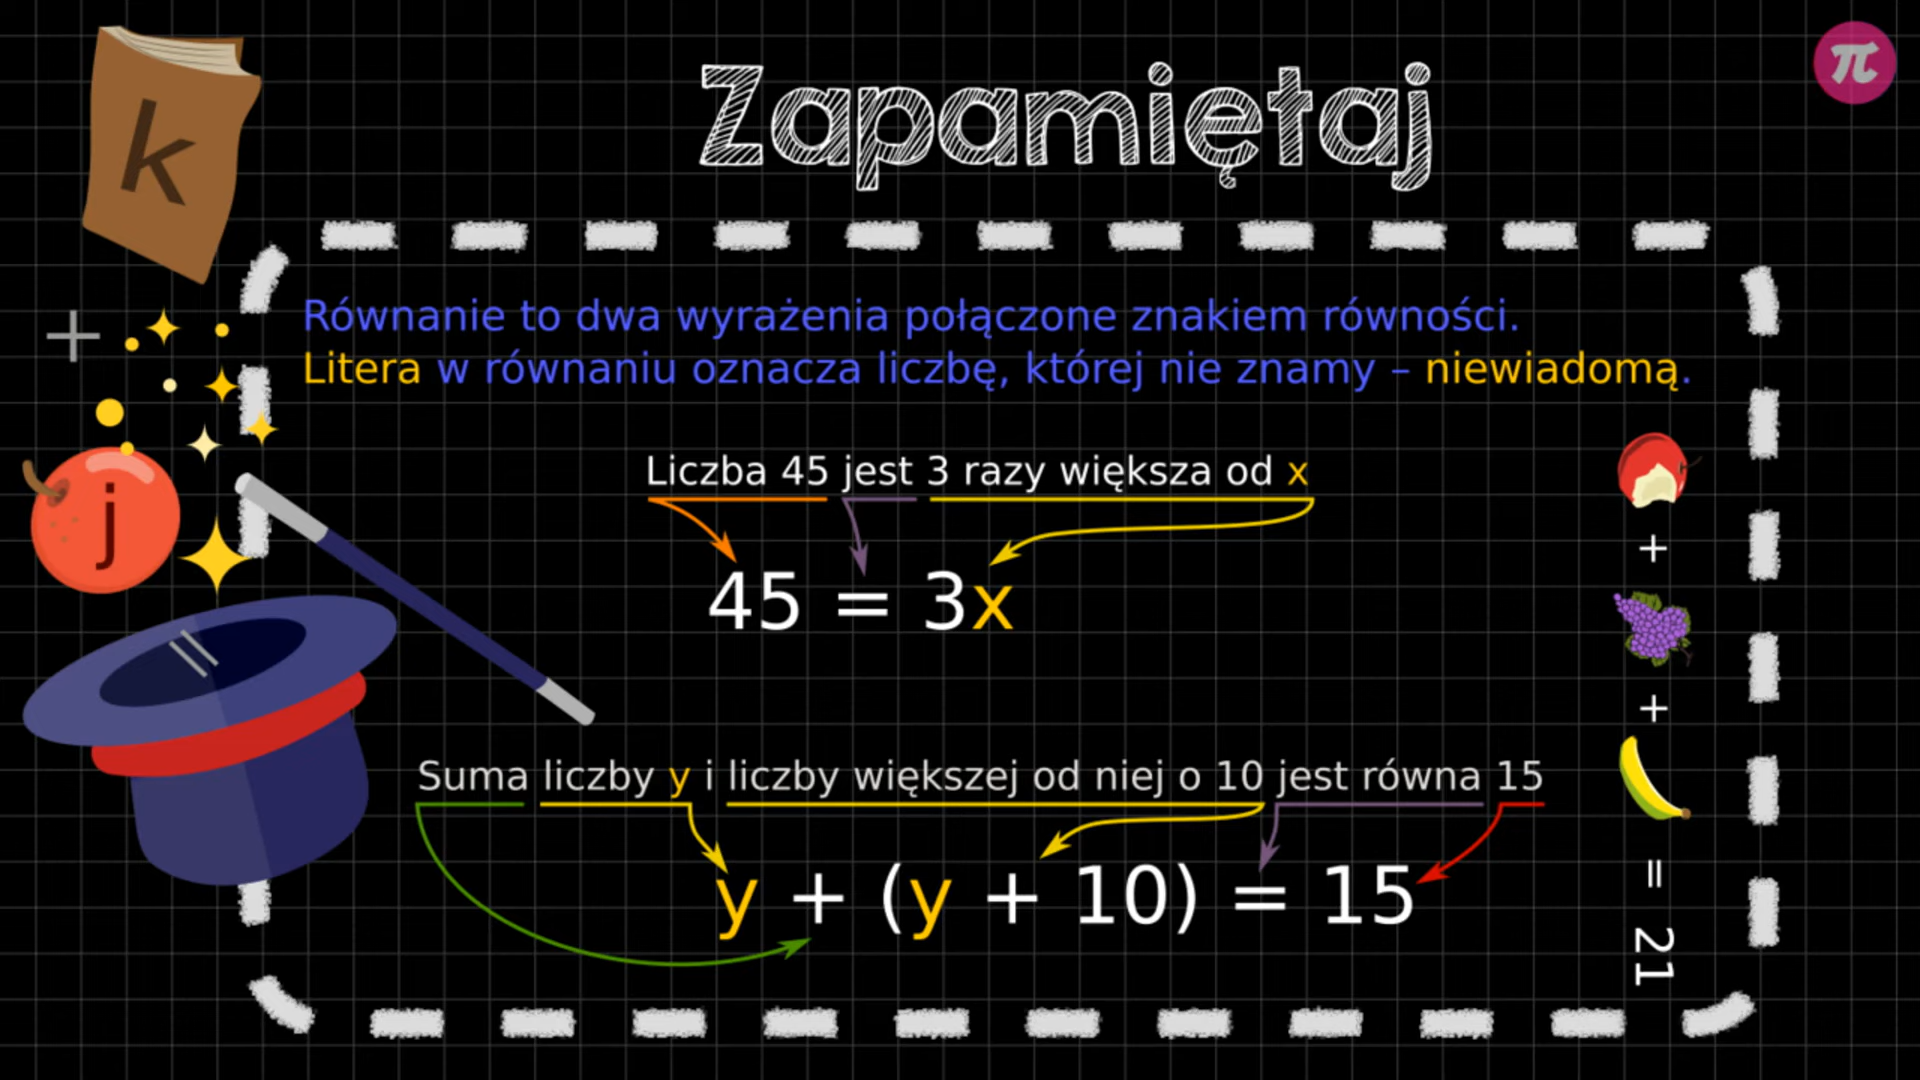 k
π
Zapamiętaj
Równanie to dwa wyrażenia połączone znakiem równości.
Litera w równaniu oznacza liczbę, której nie znamy – niewiadomą.
j
Liczba 45 jest 3 razy większa od x
45 = 3x
Suma liczby y i liczby większej od niej o 10 jest równa 15
y + (y + 10) = 15
+
+
= 21